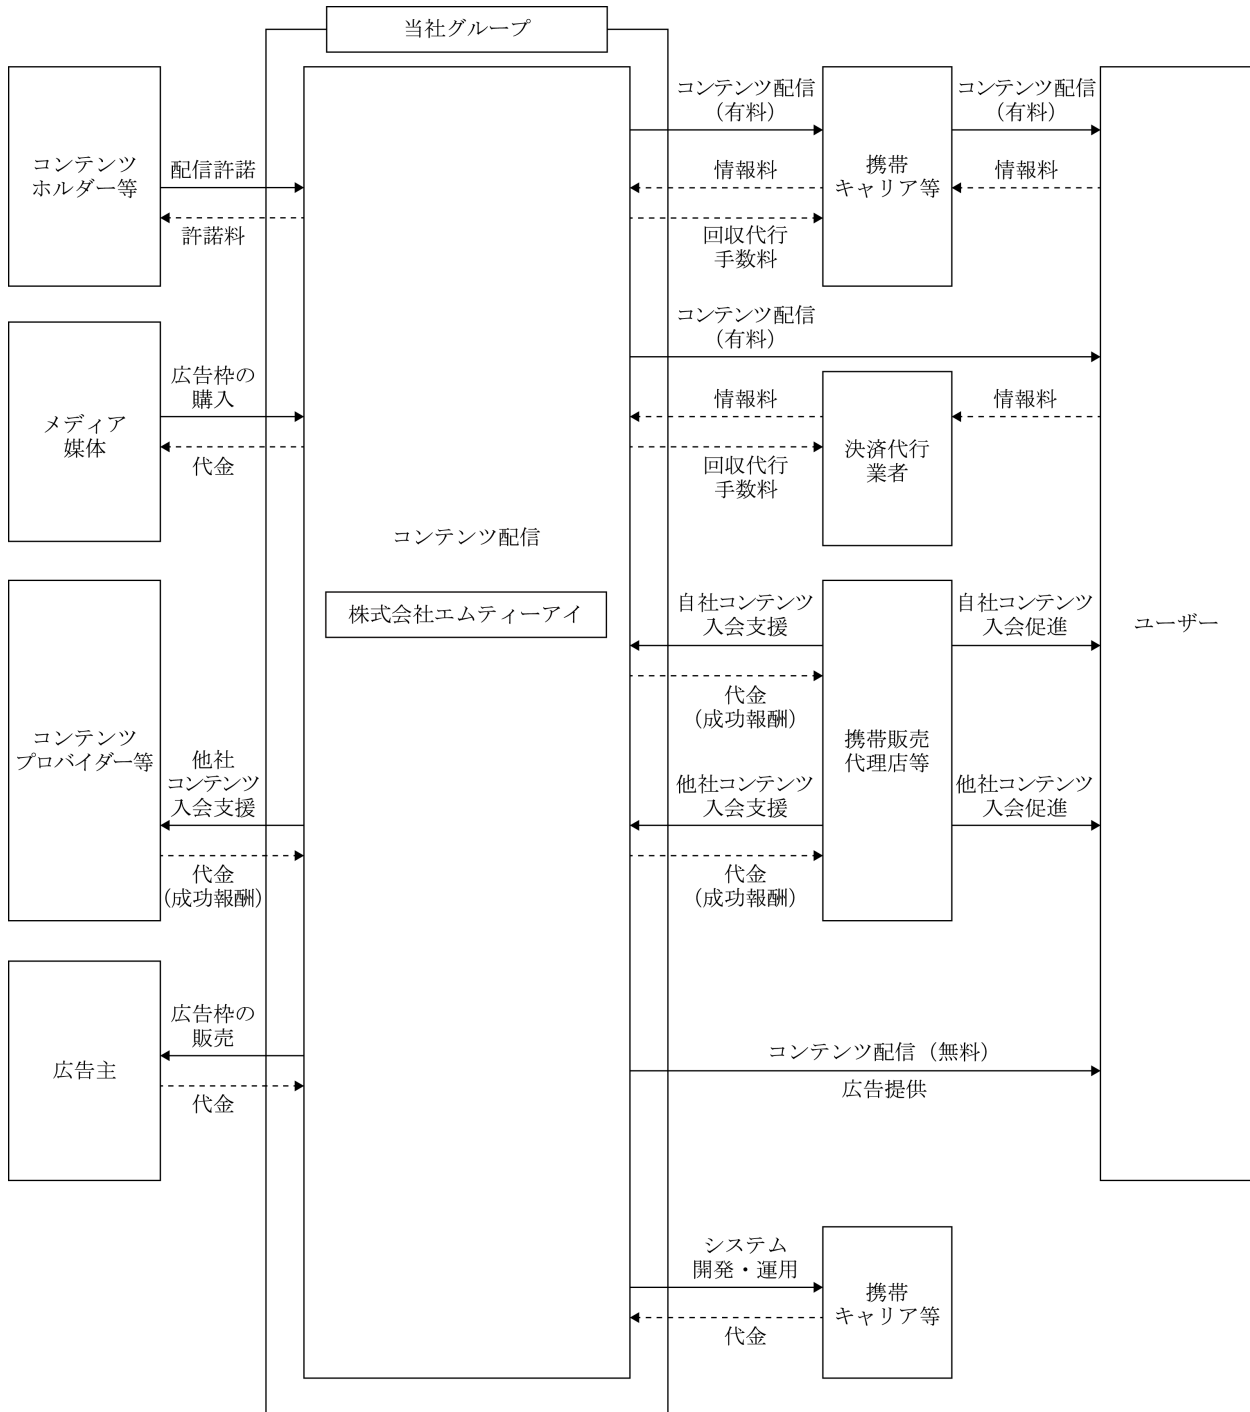 当社グループ
コンテンツ
ホルダー等
配信許諾
許諾料
コンテンツ配信
（有料）
情報料
回収代行
手数料
携帯
キャリア等
コンテンツ配信
（有料）
情報料
メディア
媒体
広告枠の
購入
代金
コンテンツ配信
（有料）
情報料
回収代行
手数料
決済代行
業者
情報料
コンテンツ配信
株式会社エムティーアイ
コンテンツ
プロバイダー等
他社
コンテンツ
入会支援
代金
（成功報酬）
自社コンテンツ
入会支援
代金
（成功報酬）
他社コンテンツ
入会支援
代金
（成功報酬）
携帯販売
代理店等
自社コンテンツ
入会促進
他社コンテンツ
入会促進
ユーザー
広告主
広告枠の
販売
代金
コンテンツ配信（無料）
広告提供
システム
開発・運用
代金
携帯
キャリア等